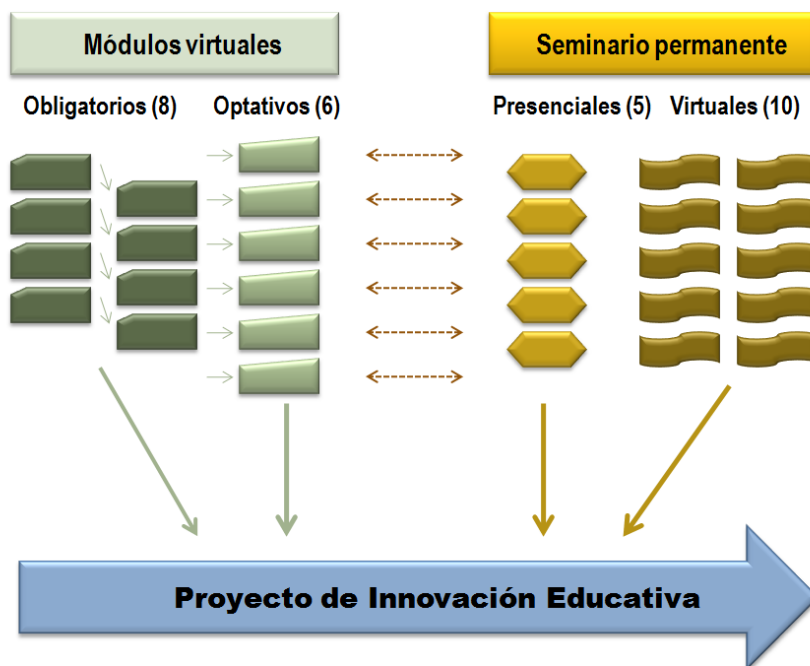 Módulos virtuales
Seminario permanente
Obligatorios (8)
Optativos (6)
Presenciales (5)
Virtuales (10)
Proyecto de Innovación Educativa